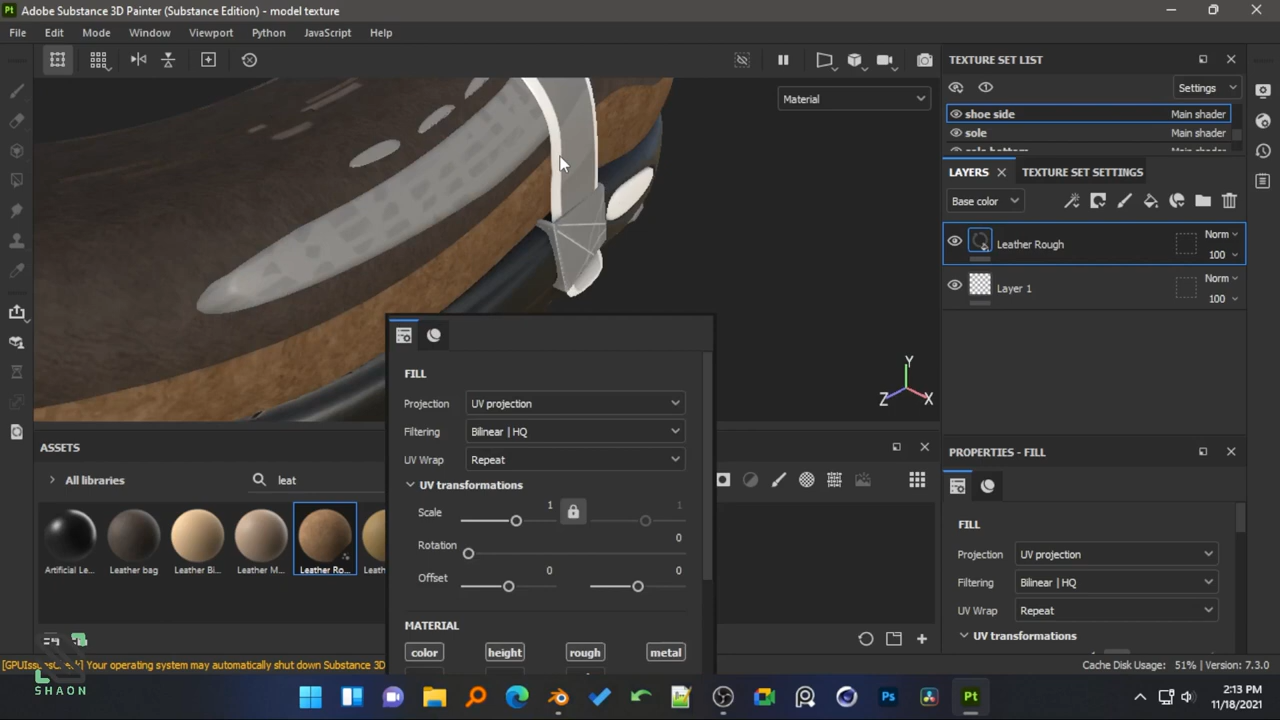 Adobe Substance 3D Painter (Substance Edition) - model texture
File Edit Mode Window Viewport Python JavaScript Help
Material
TEXTURE SET LIST
Settings
shoe side Main shader
sole Main shader
LAYERS TEXTURE SET SETTINGS
Base color
Leather Rough Norm 100
Layer 1 Norm 100
Y
Z X
FILL
Projection UV projection
Filtering Bilinear | HQ
UV Wrap Repeat
UV transformations
Scale 1 1
Rotation 0
Offset 0 0
MATERIAL
color height rough metal
ASSETS
All libraries leat
Artificial Le... Leather bag Leather Bi... Leather M... Leather Ro...
PROPERTIES - FILL
FILL
Projection UV projection
Filtering Bilinear | HQ
UV Wrap Repeat
UV transformations
Your operating system may automatically shut down Substance 3D
Cache Disk Usage: 51% | Version: 7.3.0
SHAON
Ps Pt
2:13 PM
11/18/2021